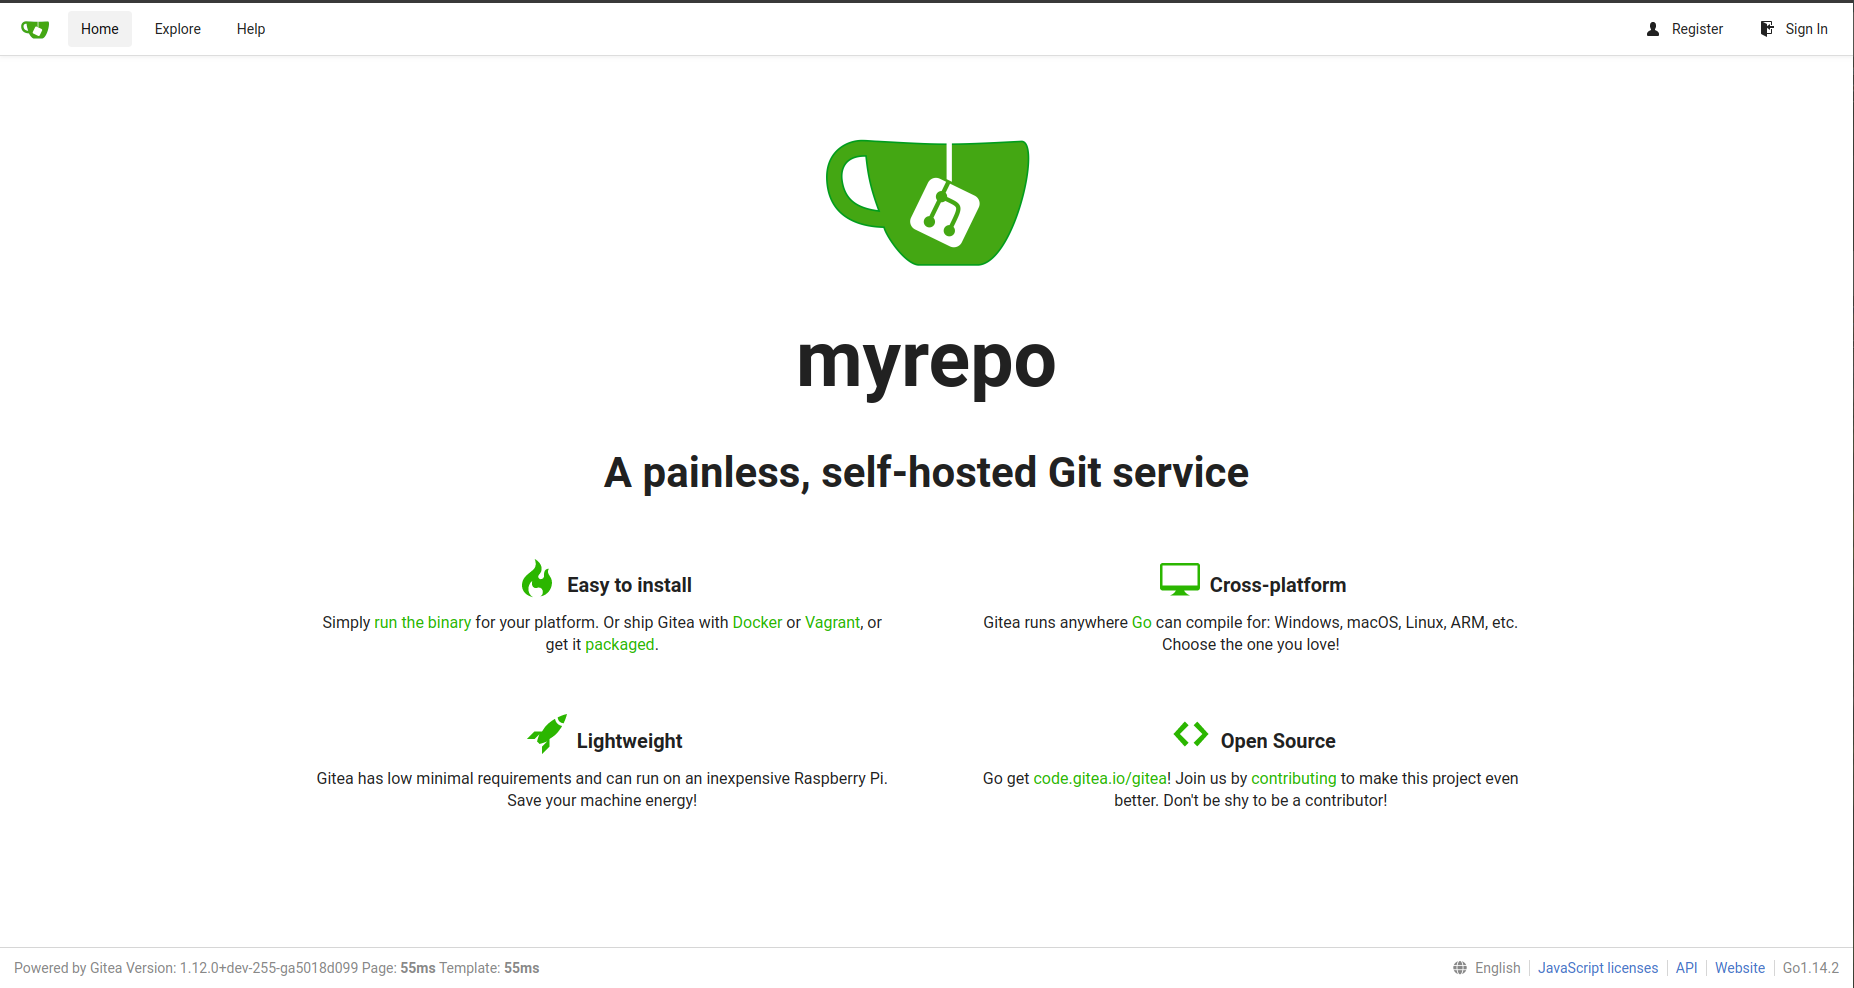 Home Explore Help Register Sign In
myrepo
A painless, self-hosted Git service
Easy to install
Simply run the binary for your platform. Or ship Gitea with Docker or Vagrant, or
get it packaged.
Cross-platform
Gitea runs anywhere Go can compile for: Windows, macOS, Linux, ARM, etc.
Choose the one you love!
Lightweight
Gitea has low minimal requirements and can run on an inexpensive Raspberry Pi.
Save your machine energy!
Open Source
Go get code.gitea.io/gitea! Join us by contributing to make this project even
better. Don't be shy to be a contributor!
Powered by Gitea Version: 1.12.0+dev-255-ga5018d099 Page: 55ms Template: 55ms
English JavaScript licenses API Website Go1.14.2